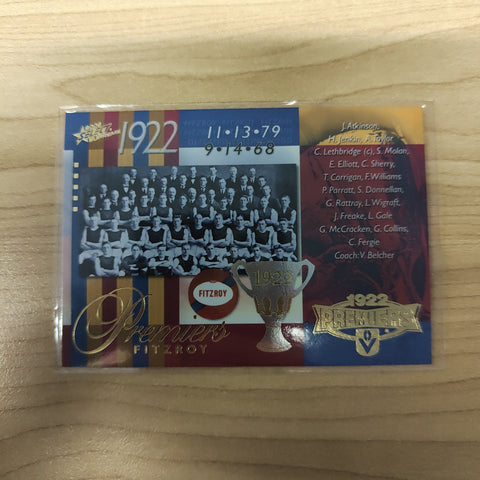 1922
11•13•79
9•14•68
FITZROY
1922
Premiers
FITZROY
J. Atkinson,
H. Jenkin, A. Taylor
C. Lethbridge (c), S. Molan,
E. Elliott, C. Sherry,
T. Corrigan, F. Williams
P. Parratt, S. Donnellan,
G. Rattray, L. Wigraft,
J. Freake, L. Gale
G. McCracken, G. Collins,
C. Fergie
Coach: V. Belcher
1922
PREMIERS
V